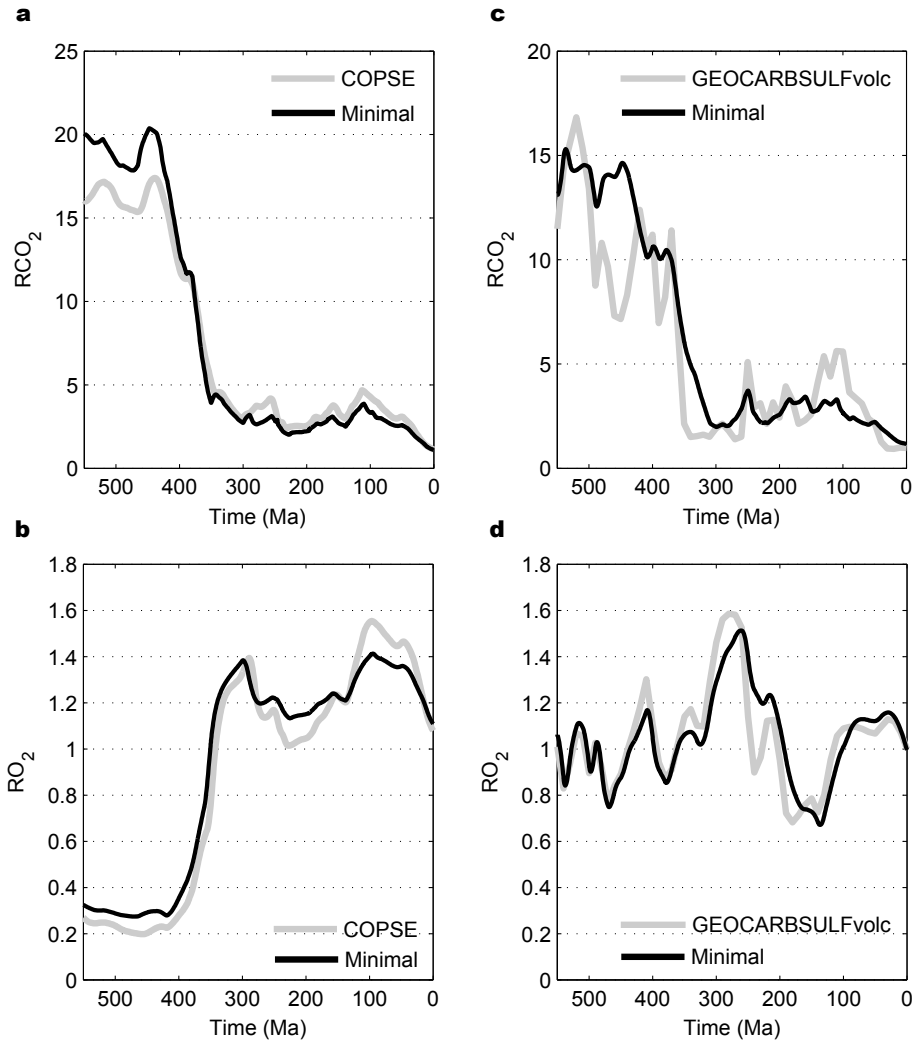 a
25
20
15
10
5
0
RCO2
COPSE
Minimal
500 400 300 200 100 0
Time (Ma)
c
20
15
10
5
0
RCO2
GEOCARBSULFvolc
Minimal
500 400 300 200 100 0
Time (Ma)
b
1.8
1.6
1.4
1.2
1
0.8
0.6
0.4
0.2
0
RO2
COPSE
Minimal
500 400 300 200 100 0
Time (Ma)
d
1.8
1.6
1.4
1.2
1
0.8
0.6
0.4
0.2
0
RO2
GEOCARBSULFvolc
Minimal
500 400 300 200 100 0
Time (Ma)